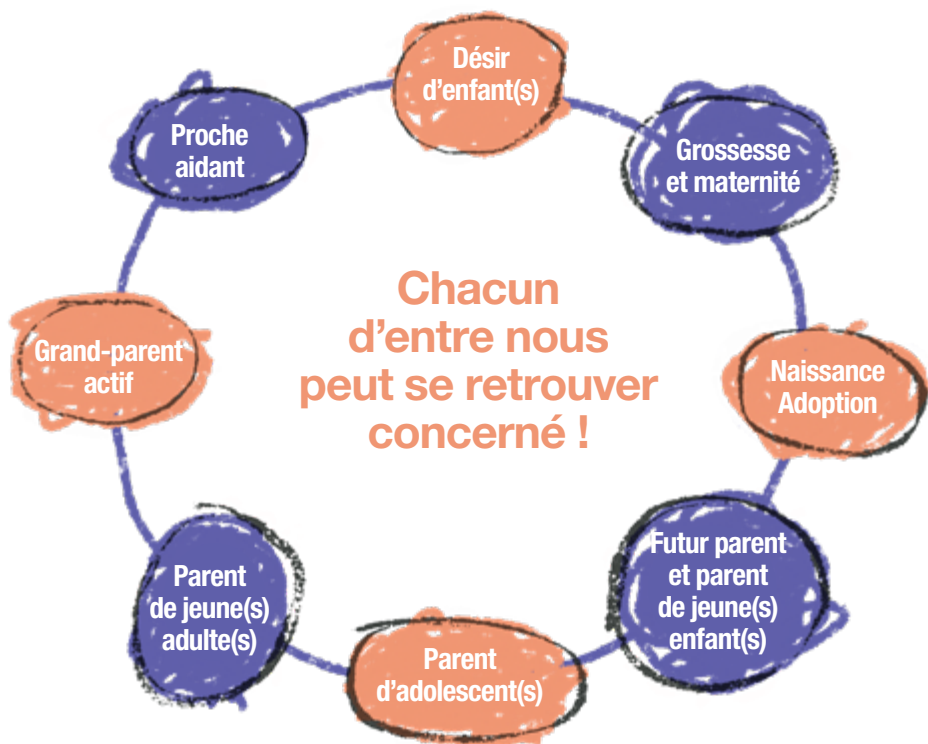 Désir
d'enfant(s)
Grossesse
et maternité
Naissance
Adoption
Futur parent
et parent
de jeune(s)
enfant(s)
Parent
d'adolescent(s)
Parent
de jeune(s)
adulte(s)
Grand-parent
actif
Proche
aidant
Chacun
d'entre nous
peut se retrouver
concerné !